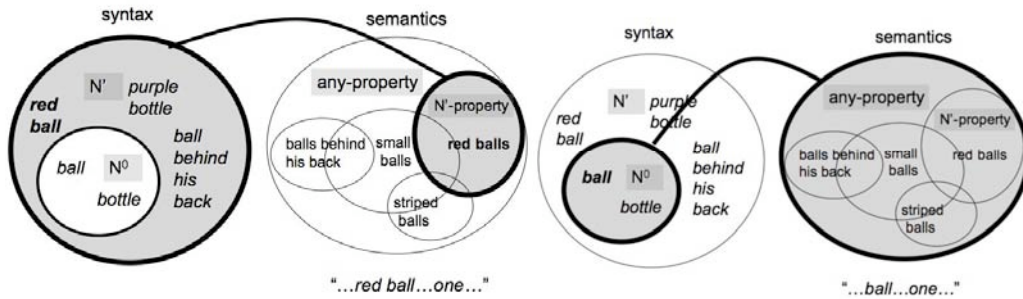 syntax
N'
purple
bottle
red
ball
ball
N⁰
bottle
ball
behind
his
back
semantics
any-property
N'-property
red balls
balls behind
his back
small
balls
striped
balls
"…red ball…one…"
syntax
N'
purple
bottle
red
ball
ball
N⁰
bottle
ball
behind
his
back
semantics
any-property
N'-property
red balls
balls behind
his back
small
balls
striped
balls
"…ball…one…"